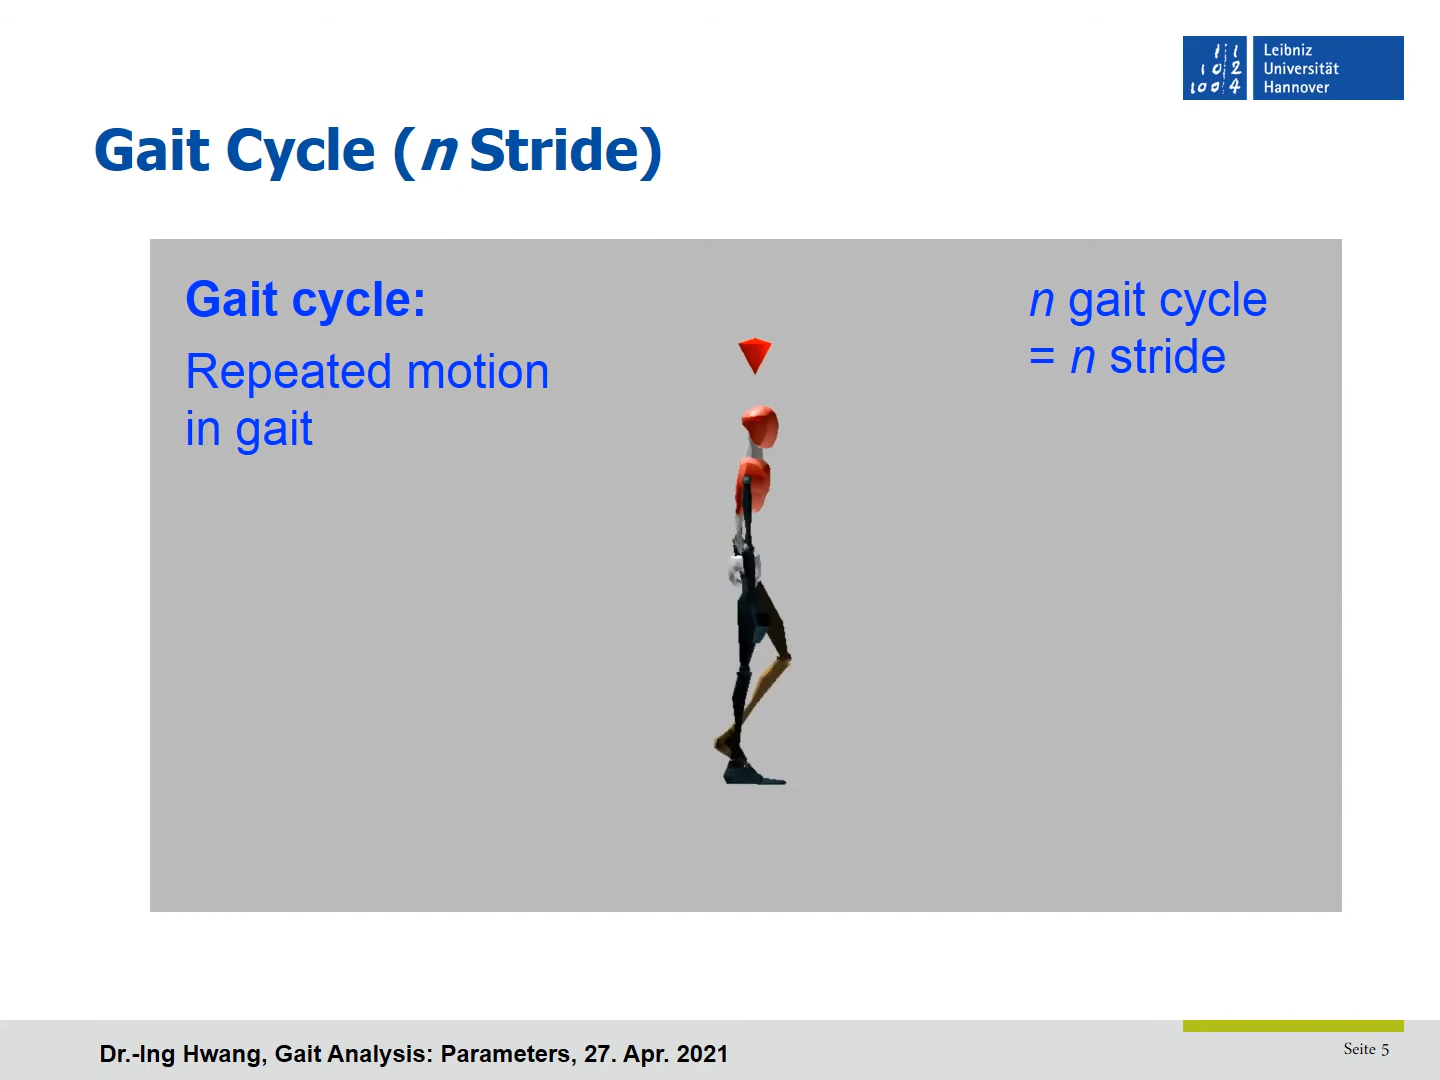 Leibniz
Universität
Hannover
Gait Cycle (n Stride)
Gait cycle:
Repeated motion
in gait
n gait cycle
= n stride
Dr.-Ing Hwang, Gait Analysis: Parameters, 27. Apr. 2021
Seite 5